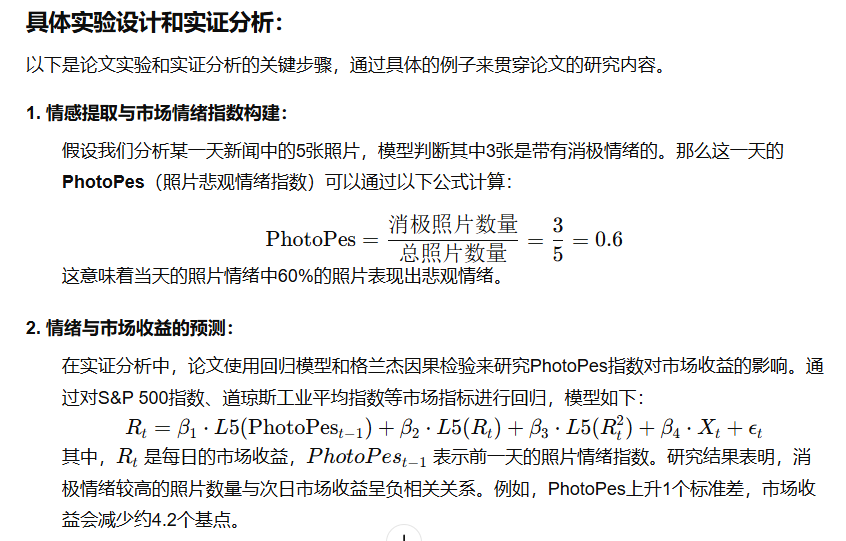 具体实验设计和实证分析：
以下是论文实验和实证分析的关键步骤，通过具体的例子来贯穿论文的研究内容。
1. 情感提取与市场情绪指数构建：
假设我们分析某一天新闻中的5张照片，模型判断其中3张是带有消极情绪的。那么这一天的
PhotoPes（照片悲观情绪指数）可以通过以下公式计算：
PhotoPes = 消极照片数量/总照片数量 = 3/5 = 0.6
这意味着当天的照片情绪中60%的照片表现出悲观情绪。
2. 情绪与市场收益的预测：
在实证分析中，论文使用回归模型和格兰杰因果检验来研究PhotoPes指数对市场收益的影响。通
过对S&P 500指数、道琼斯工业平均指数等市场指标进行回归，模型如下：
R_t = β_1 · L5(PhotoPes_{t−1}) + β_2 · L5(R_t) + β_3 · L5(R_t^2) + β_4 · X_t + ϵ_t
其中，R_t 是每日的市场收益，PhotoPes_{t−1} 表示前一天的照片情绪指数。研究结果表明，消
极情绪较高的照片数量与次日市场收益呈负相关关系。例如，PhotoPes上升1个标准差，市场收
益会减少约4.2个基点。